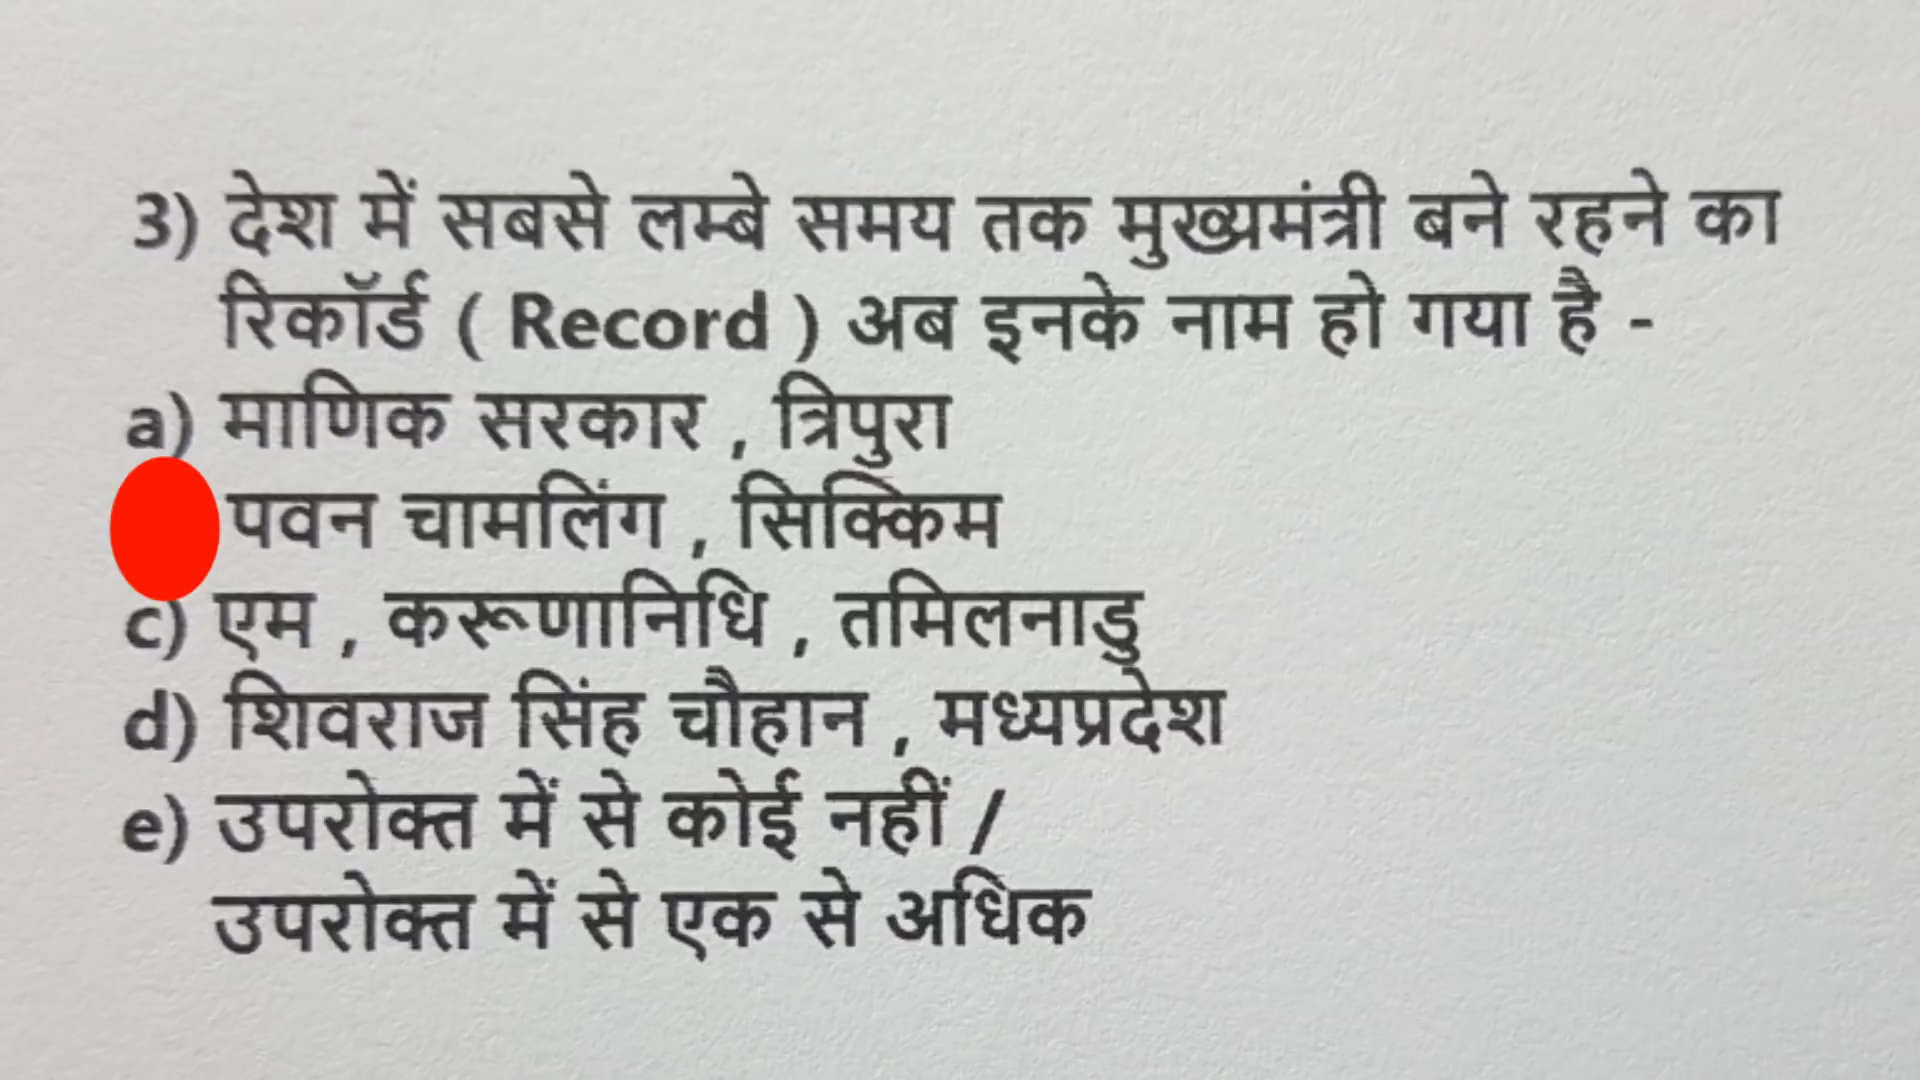 3) देश में सबसे लम्बे समय तक मुख्यमंत्री बने रहने का
रिकॉर्ड ( Record ) अब इनके नाम हो गया है -
a) माणिक सरकार , त्रिपुरा
पवन चामलिंग , सिक्किम
c) एम , करूणानिधि , तमिलनाडु
d) शिवराज सिंह चौहान , मध्यप्रदेश
e) उपरोक्त में से कोई नहीं /
उपरोक्त में से एक से अधिक